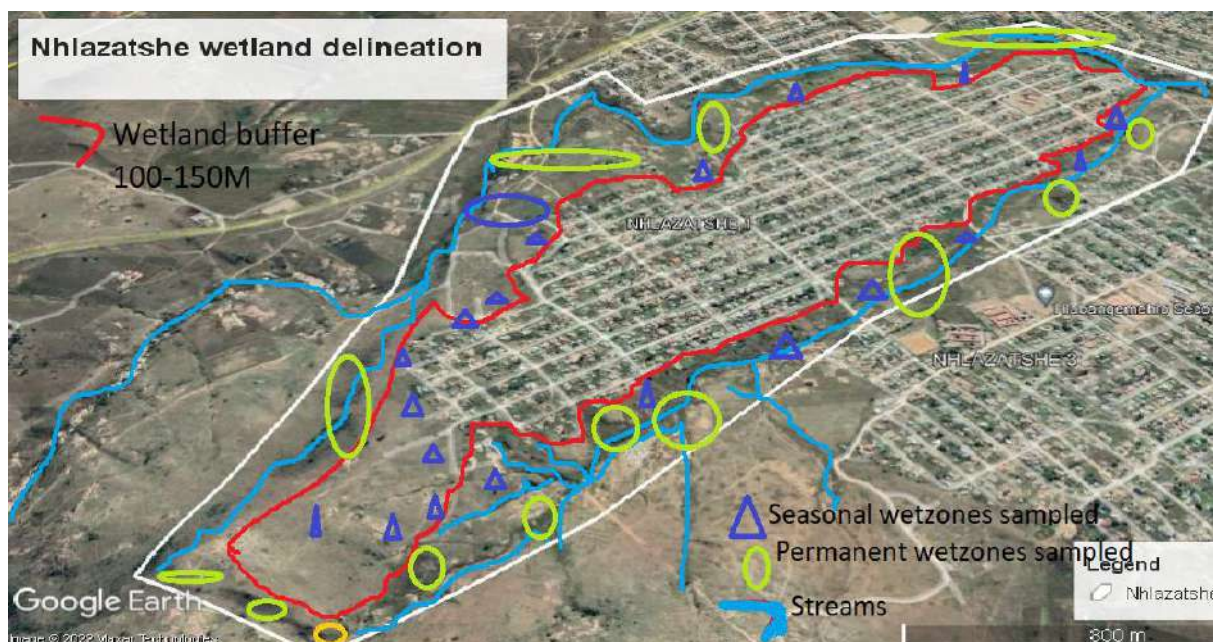 Nhlazatshe wetland delineation
Wetland buffer
100-150M
NHLAZATSHE 1
NHLAZATSHE 3
Seasonal wetzones sampled
Permanent wetzones sampled
Legend
Nhlazatshe
Streams
Google Earth
800 m